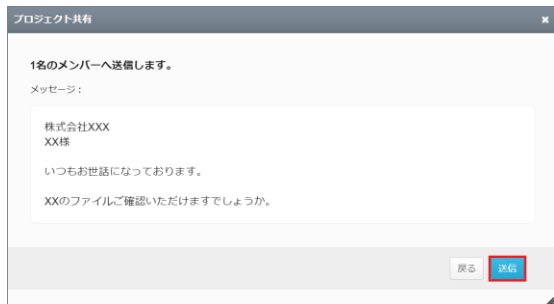 プロジェクト共有
1名のメンバーへ送信します。
メッセージ：
株式会社XXX
XX様
いつもお世話になっております。
XXのファイルご確認いただけますでしょうか。
戻る 送信